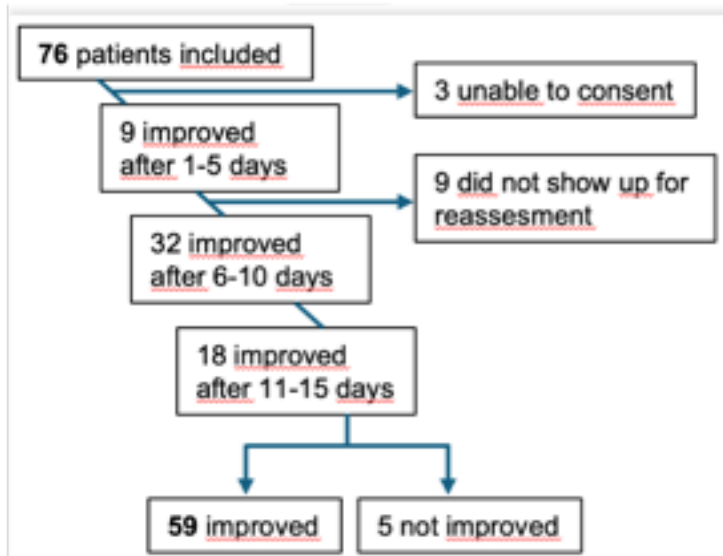 76 patients included
3 unable to consent
9 improved
after 1-5 days
9 did not show up for
reassesment
32 improved
after 6-10 days
18 improved
after 11-15 days
59 improved
5 not improved